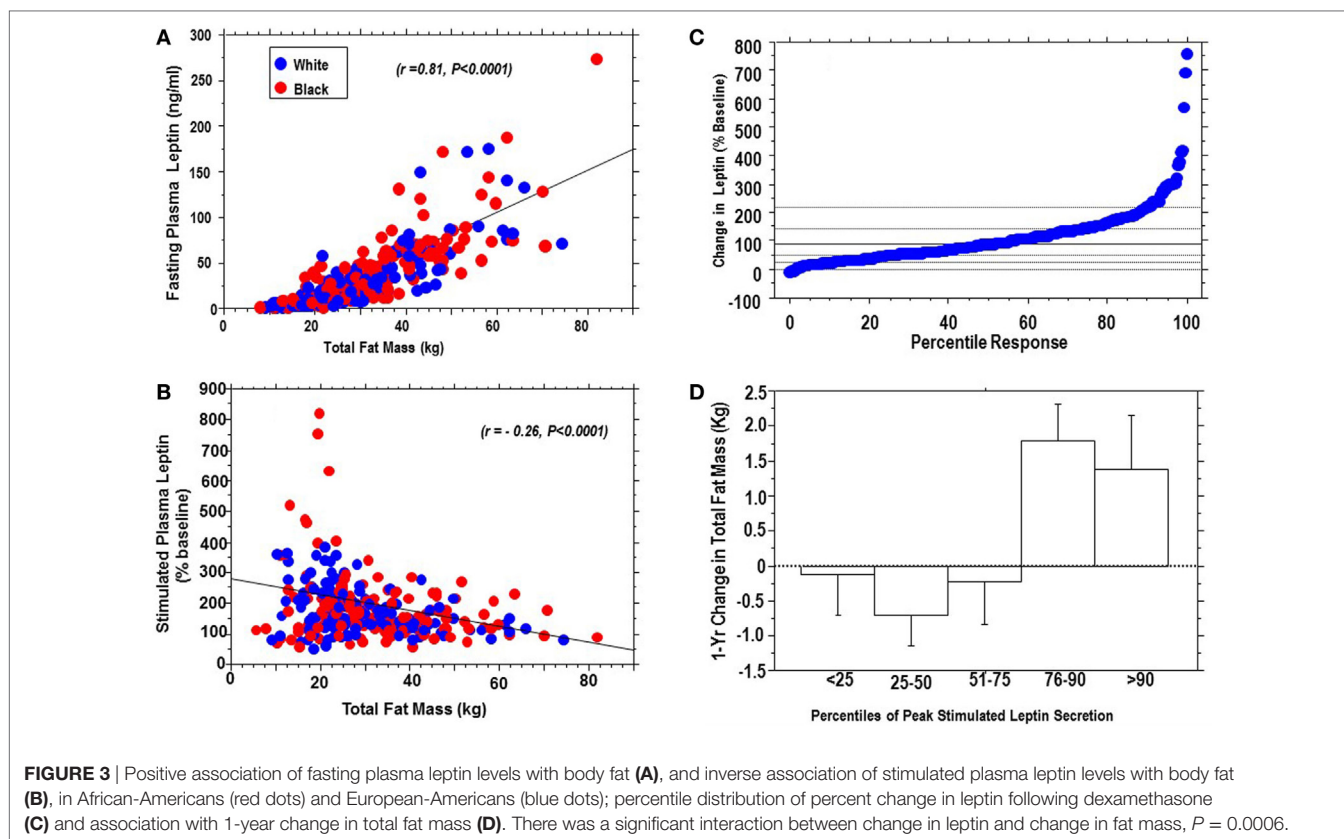 A
300
250
200
150
100
50
0
Fasting Plasma Leptin (ng/ml)
White
Black
(r =0.81, P<0.0001)
0 20 40 60 80
Total Fat Mass (kg)
C
800
700
600
500
400
300
200
100
0
-100
Change in Leptin (% Baseline)
0 20 40 60 80 100
Percentile Response
B
900
800
700
600
500
400
300
200
100
0
Stimulated Plasma Leptin
(% baseline)
(r = - 0.26, P<0.0001)
0 20 40 60 80
Total Fat Mass (kg)
D
2.5
2.0
1.5
1.0
0.5
0
-0.5
-1.0
-1.5
1-Yr Change in Total Fat Mass (Kg)
<25 25-50 51-75 76-90 >90
Percentiles of Peak Stimulated Leptin Secretion
FIGURE 3 | Positive association of fasting plasma leptin levels with body fat (A), and inverse association of stimulated plasma leptin levels with body fat
(B), in African-Americans (red dots) and European-Americans (blue dots); percentile distribution of percent change in leptin following dexamethasone
(C) and association with 1-year change in total fat mass (D). There was a significant interaction between change in leptin and change in fat mass, P = 0.0006.